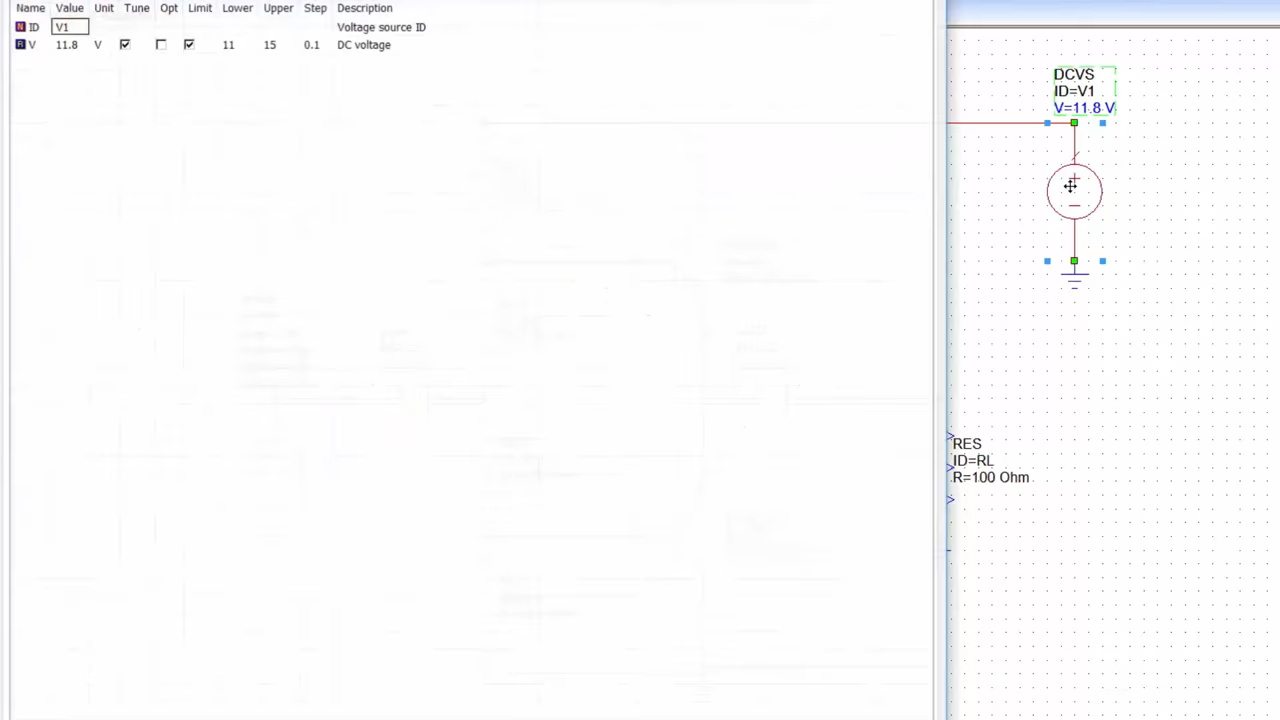 Name Value Unit Tune Opt Limit Lower Upper Step Description
N ID V1 Voltage source ID
R V 11.8 V 11 15 0.1 DC voltage
DCVS
ID=V1
V=11.8 V
RES
ID=RL
R=100 Ohm